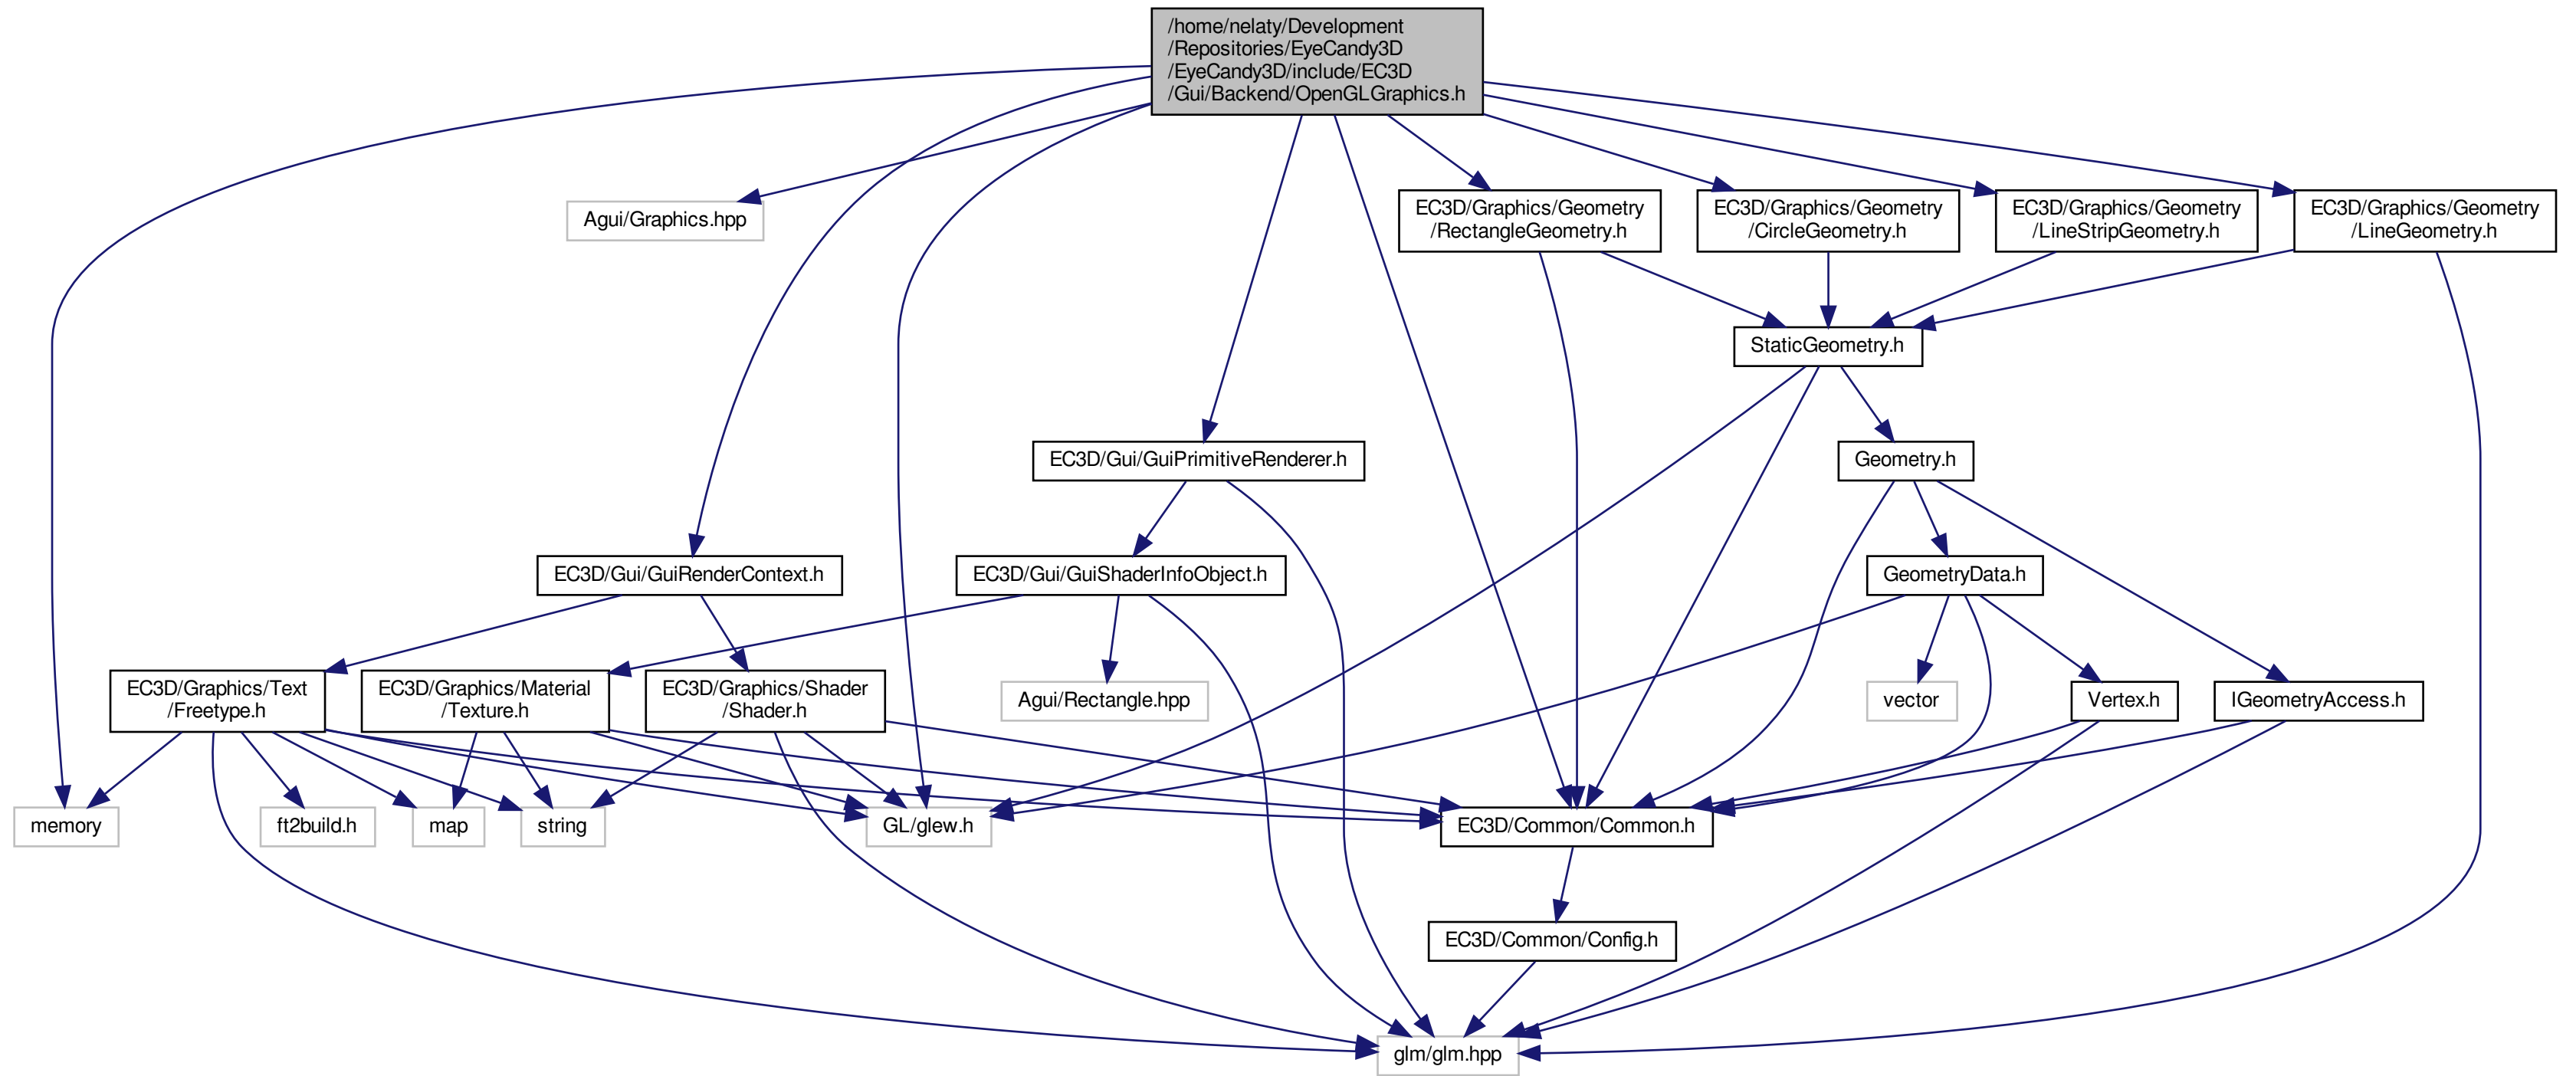 /home/nelaty/Development
/Repositories/EyeCandy3D
/EyeCandy3D/include/EC3D
/Gui/Backend/OpenGLGraphics.h
Agui/Graphics.hpp
EC3D/Graphics/Geometry
/RectangleGeometry.h
EC3D/Graphics/Geometry
/CircleGeometry.h
EC3D/Graphics/Geometry
/LineStripGeometry.h
EC3D/Graphics/Geometry
/LineGeometry.h
StaticGeometry.h
EC3D/Gui/GuiPrimitiveRenderer.h
Geometry.h
EC3D/Gui/GuiRenderContext.h
EC3D/Gui/GuiShaderInfoObject.h
GeometryData.h
EC3D/Graphics/Text
/Freetype.h
EC3D/Graphics/Material
/Texture.h
EC3D/Graphics/Shader
/Shader.h
Agui/Rectangle.hpp
vector
Vertex.h
IGeometryAccess.h
memory
ft2build.h
map
string
GL/glew.h
EC3D/Common/Common.h
EC3D/Common/Config.h
glm/glm.hpp